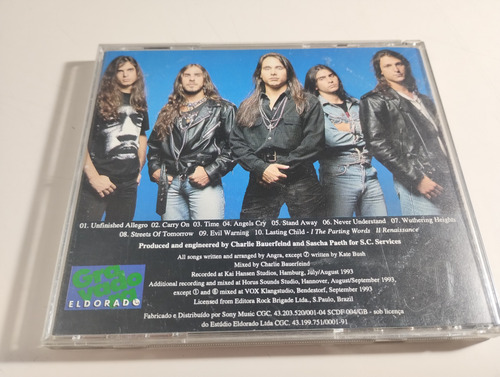 01. Unfinished Allegro 02. Carry On 03. Time 04. Angels Cry 05. Stand Away 06. Never Understand 07. Wuthering Heights
08. Streets Of Tomorrow 09. Evil Warning 10. Lasting Child - I The Parting Words II Renaissance
Produced and engineered by Charlie Bauerfeind and Sascha Paeth for S.C. Services
All songs written and arranged by Angra, except ⑦ written by Kate Bush
Mixed by Charlie Bauerfeind
Recorded at Kai Hansen Studios, Hamburg, July/August 1993
Additional recording and mixed at Horus Sounds Studio, Hannover, August/September 1993,
except & mixed at VOX Klangstudio, Bendestorf, September 1993
Licensed from Editora Rock Brigade Ltda., S.Paulo, Brazil
ELDORADO
Fabricado e Distribuído por Sony Music CGC. 43.203.520/001-04 SCDP 004/GB - sob licença
do Estúdio Eldorado Ltda CGC. 43.199.751/0001-91